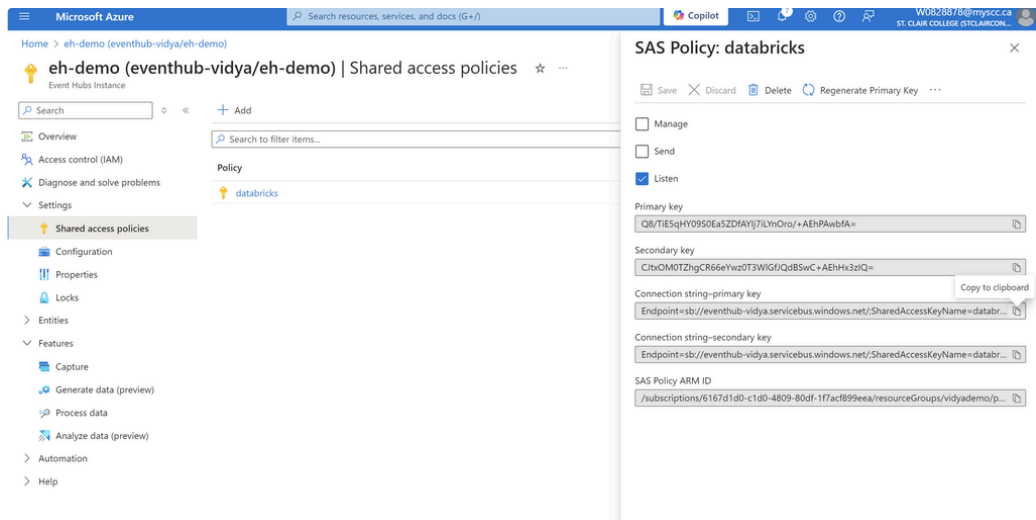 Microsoft Azure
Search resources, services, and docs (G+/)
Copilot
7
W0828878@myscc.ca
ST. CLAIR COLLEGE (STCLAIRCON...
Home > eh-demo (eventhub-vidya/eh-demo)
eh-demo (eventhub-vidya/eh-demo) | Shared access policies
Event Hubs Instance
Search
Overview
Access control (IAM)
Diagnose and solve problems
Settings
Shared access policies
Configuration
Properties
Locks
Entities
Features
Capture
Generate data (preview)
Process data
Analyze data (preview)
Automation
Help
Add
Search to filter items...
Policy
databricks
SAS Policy: databricks
Save Discard Delete Regenerate Primary Key
Manage
Send
Listen
Primary key
Secondary key
Copy to clipboard
Connection string–primary key
Endpoint=sb://eventhub-vidya.servicebus.windows.net/;SharedAccessKeyName=databr...
Connection string–secondary key
Endpoint=sb://eventhub-vidya.servicebus.windows.net/;SharedAccessKeyName=databr...
SAS Policy ARM ID
/subscriptions/6167d1d0-c1d0-4809-80df-1f7acf899eea/resourceGroups/vidyademo/p...